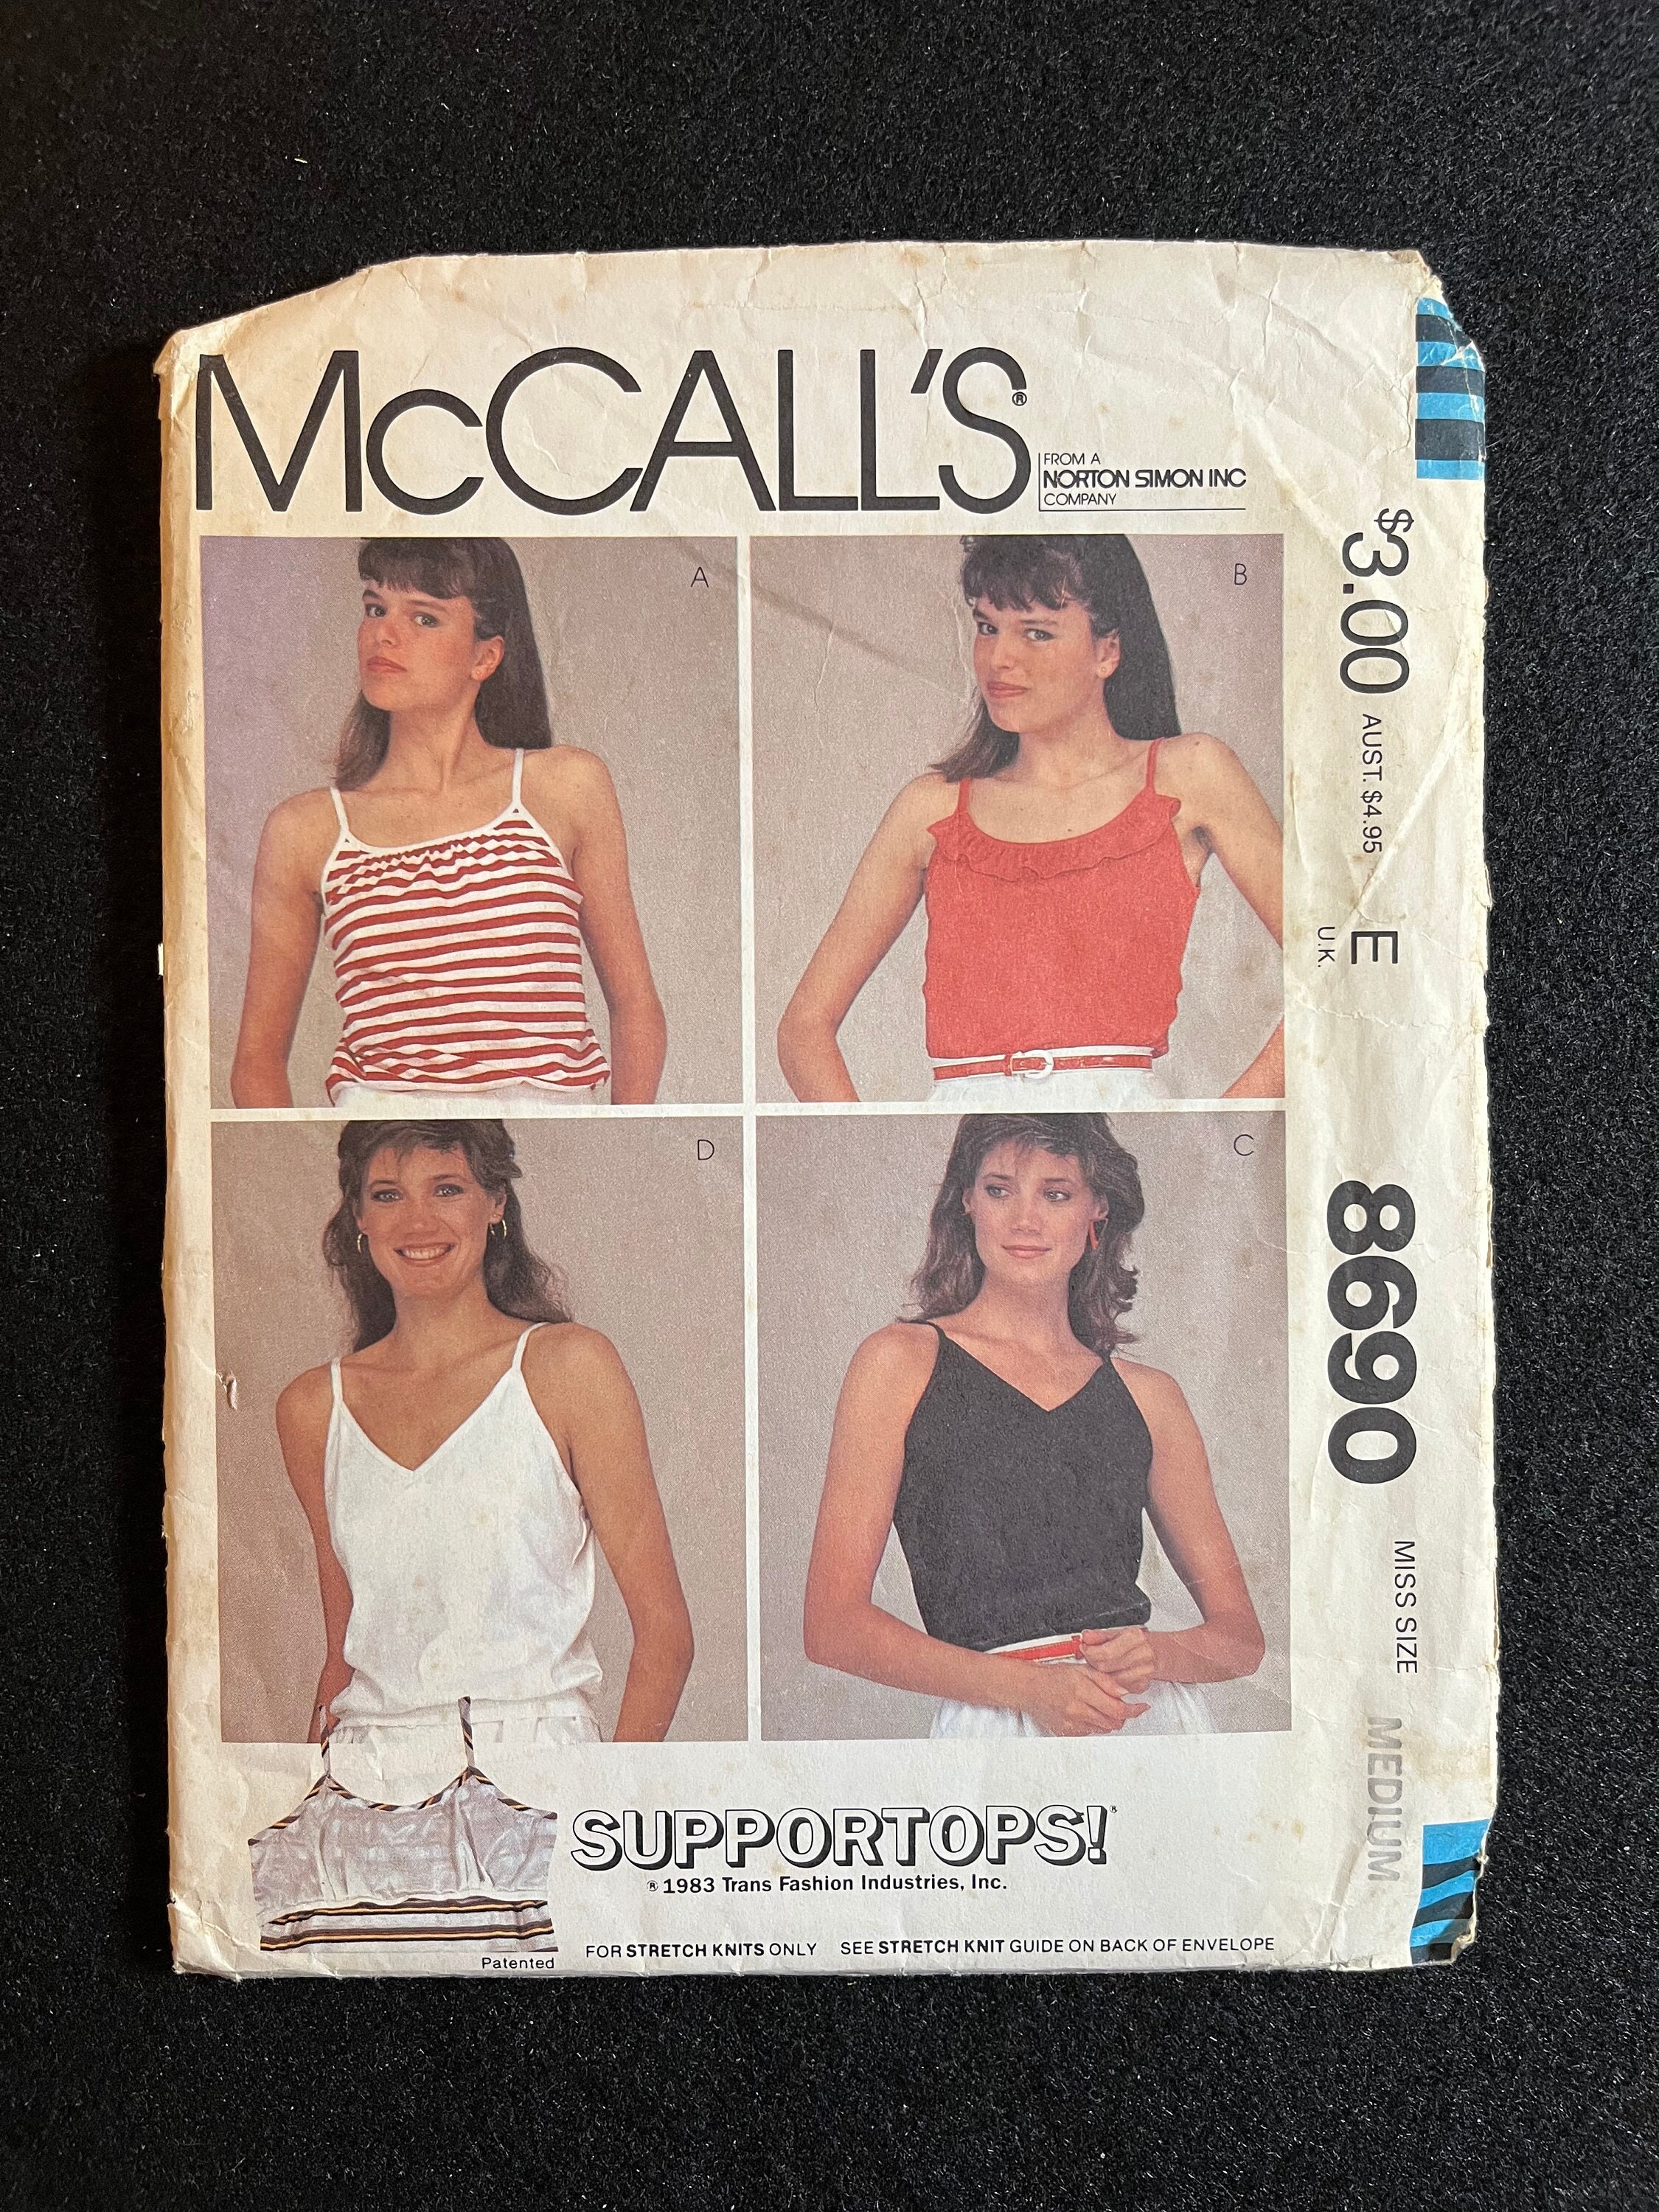 McCALL'S®
FROM A
NORTON SIMON INC
COMPANY
A
B
D
C
SUPPORTOPS!®
® 1983 Trans Fashion Industries, Inc.
FOR STRETCH KNITS ONLY SEE STRETCH KNIT GUIDE ON BACK OF ENVELOPE
Patented
$3.00 AUST. $4.95 E
U.K.
8690 MISS SIZE MEDIUM